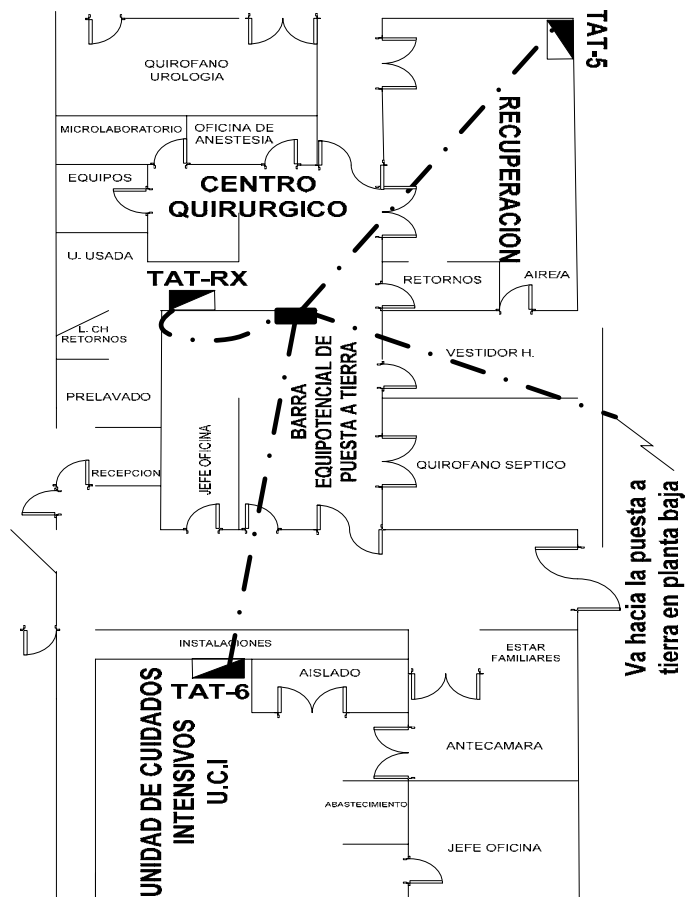 TAT-5
QUIROFANO
UROLOGIA
RECUPERACION
MICROLABORATORIO
OFICINA DE
ANESTESIA
EQUIPOS
CENTRO
QUIRURGICO
U. USADA
TAT-RX
RETORNOS
AIRE/A
L. CH
RETORNOS
VESTIDOR H.
BARRA
EQUIPOTENCIAL DE
PUESTA A TIERRA
PRELAVADO
JEFE OFICINA
RECEPCION
QUIROFANO SEPTICO
Va hacia la puesta a
tierra en planta baja
INSTALACIONES
ESTAR
FAMILIARES
TAT-6
AISLADO
UNIDAD DE CUIDADOS
INTENSIVOS
U.C.I
ANTECAMARA
ABASTECIMIENTO
JEFE OFICINA